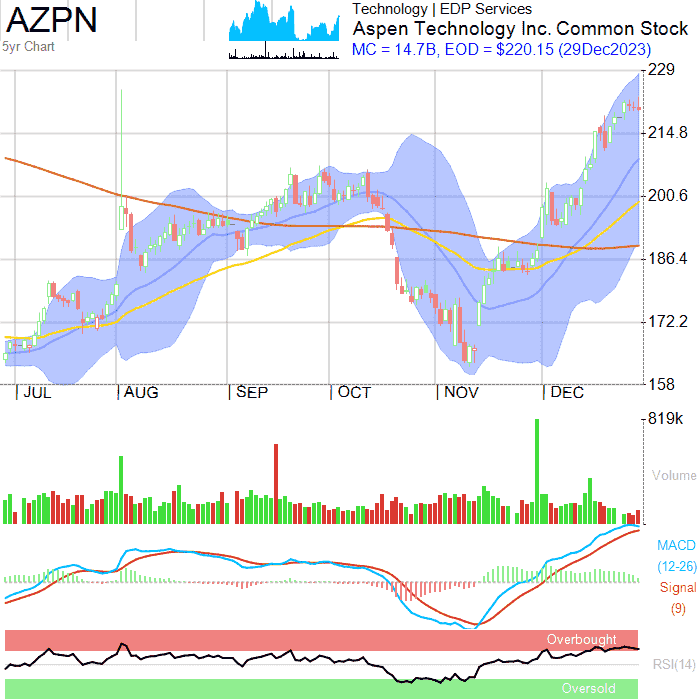 AZPN
5yr Chart
Technology | EDP Services
Aspen Technology Inc. Common Stock
MC = 14.7B, EOD = $220.15 (29Dec2023)
229
214.8
200.6
186.4
172.2
158
JUL AUG SEP OCT NOV DEC
819k
Volume
MACD
(12-26)
Signal
(9)
Overbought
RSI(14)
Oversold